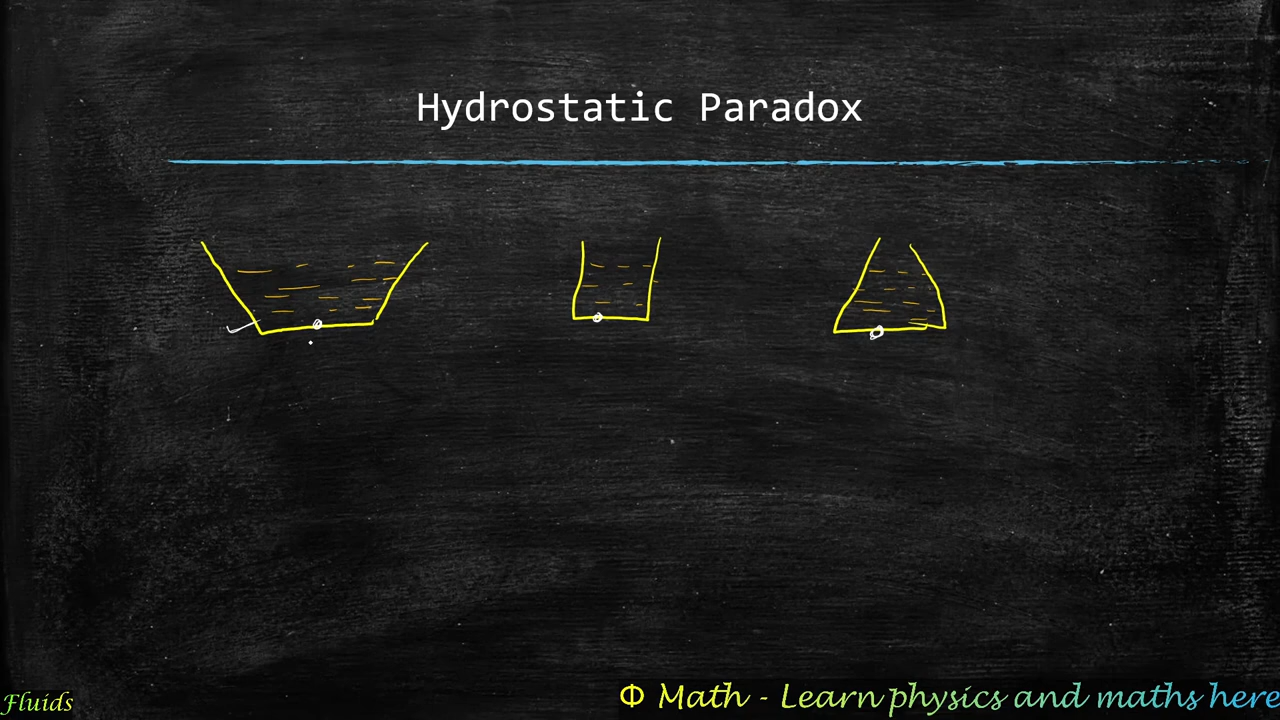 Hydrostatic Paradox
Fluids
Φ Math - Learn physics and maths here